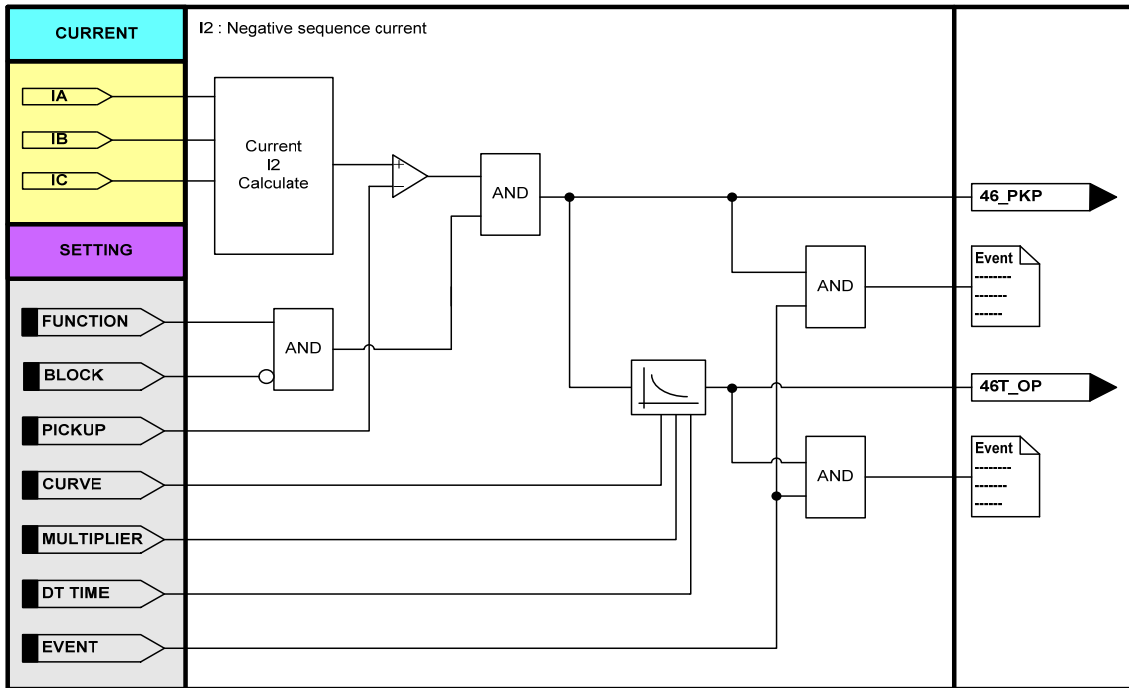 CURRENT
I2 : Negative sequence current
IA
IB
IC
Current
I2
Calculate
+
−
AND
46_PKP
SETTING
Event
--------
-------
------
AND
FUNCTION
AND
BLOCK
46T_OP
PICKUP
Event
--------
-------
------
AND
CURVE
MULTIPLIER
DT TIME
EVENT